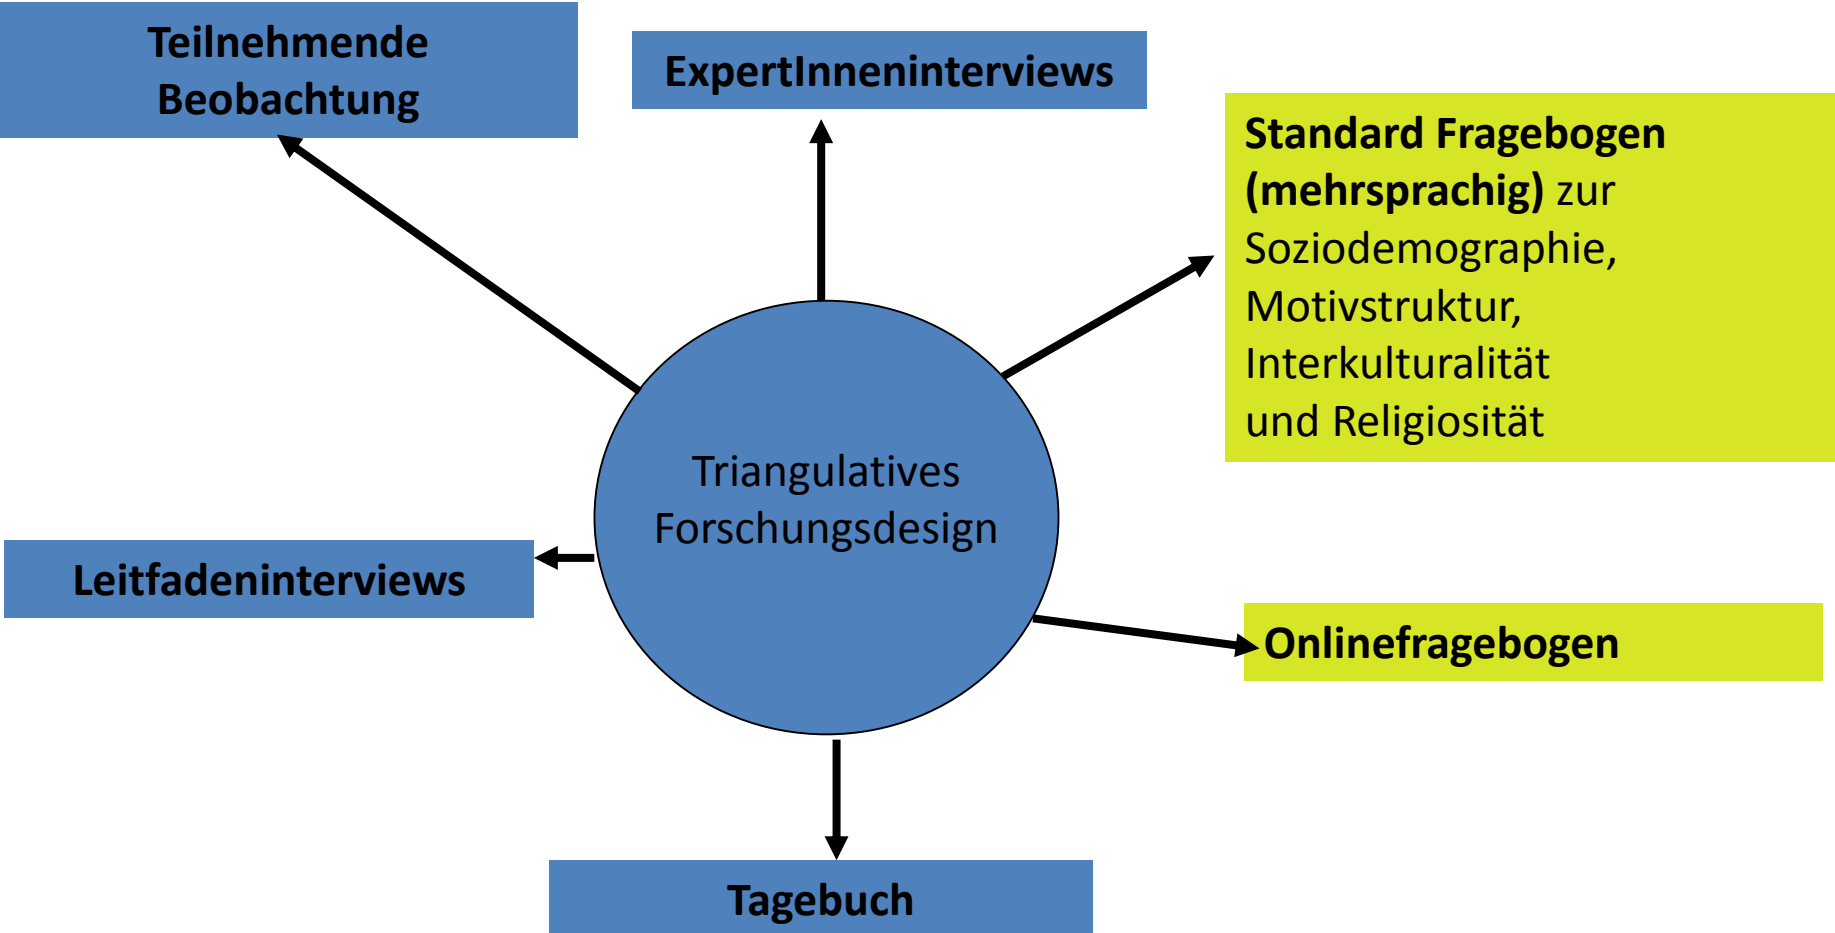 Teilnehmende
Beobachtung
ExpertInneninterviews
Standard Fragebogen
(mehrsprachig) zur
Soziodemographie,
Motivstruktur,
Interkulturalität
und Religiosität
Triangulatives
Forschungsdesign
Leitfadeninterviews
Onlinefragebogen
Tagebuch